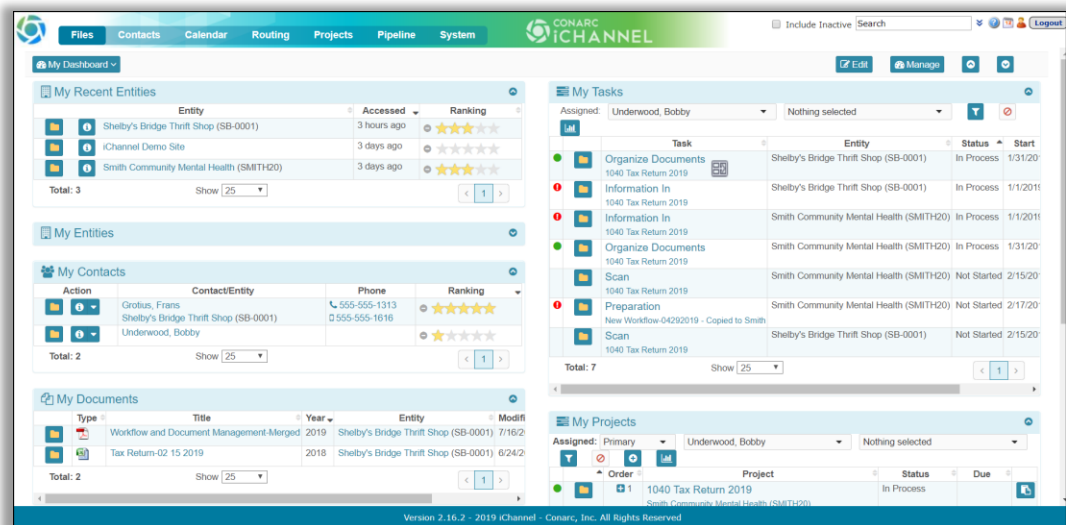 Files Contacts Calendar Routing Projects Pipeline System
CONARC
iCHANNEL
Include Inactive Search Logout
My Dashboard Edit Manage
My Recent Entities
Entity Accessed Ranking
Shelby's Bridge Thrift Shop (SB-0001) 3 hours ago
iChannel Demo Site 3 days ago
Smith Community Mental Health (SMITH20) 3 days ago
Total: 3 Show 25 1
My Entities
My Contacts
Action Contact/Entity Phone Ranking
Grotius, Frans 555-555-1313
Shelby's Bridge Thrift Shop (SB-0001) 555-555-1616
Underwood, Bobby
Total: 2 Show 25 1
My Documents
Type Title Year Entity Modifi
Workflow and Document Management-Merged 2019 Shelby's Bridge Thrift Shop (SB-0001) 7/16/2
Tax Return-02 15 2019 2018 Shelby's Bridge Thrift Shop (SB-0001) 6/24/2
Total: 2 Show 25 1
My Tasks
Assigned: Underwood, Bobby Nothing selected
Task Entity Status Start
Organize Documents Shelby's Bridge Thrift Shop (SB-0001) In Process 1/31/20
1040 Tax Return 2019
Information In Shelby's Bridge Thrift Shop (SB-0001) In Process 1/1/2019
1040 Tax Return 2019
Information In Smith Community Mental Health (SMITH20) In Process 1/1/2019
1040 Tax Return 2019
Organize Documents Smith Community Mental Health (SMITH20) In Process 1/31/20
1040 Tax Return 2019
Scan Smith Community Mental Health (SMITH20) Not Started 2/15/20
1040 Tax Return 2019
Preparation Smith Community Mental Health (SMITH20) Not Started 2/17/20
New Workflow-04292019 - Copied to Smith
Scan Shelby's Bridge Thrift Shop (SB-0001) Not Started 2/15/20
1040 Tax Return 2019
Total: 7 Show 25 1
My Projects
Assigned: Primary Underwood, Bobby Nothing selected
Order Project Status Due
1 1040 Tax Return 2019 In Process
Smith Community Mental Health (SMITH20)
Version 2.16.2 - 2019 iChannel - Conarc, Inc. All Rights Reserved